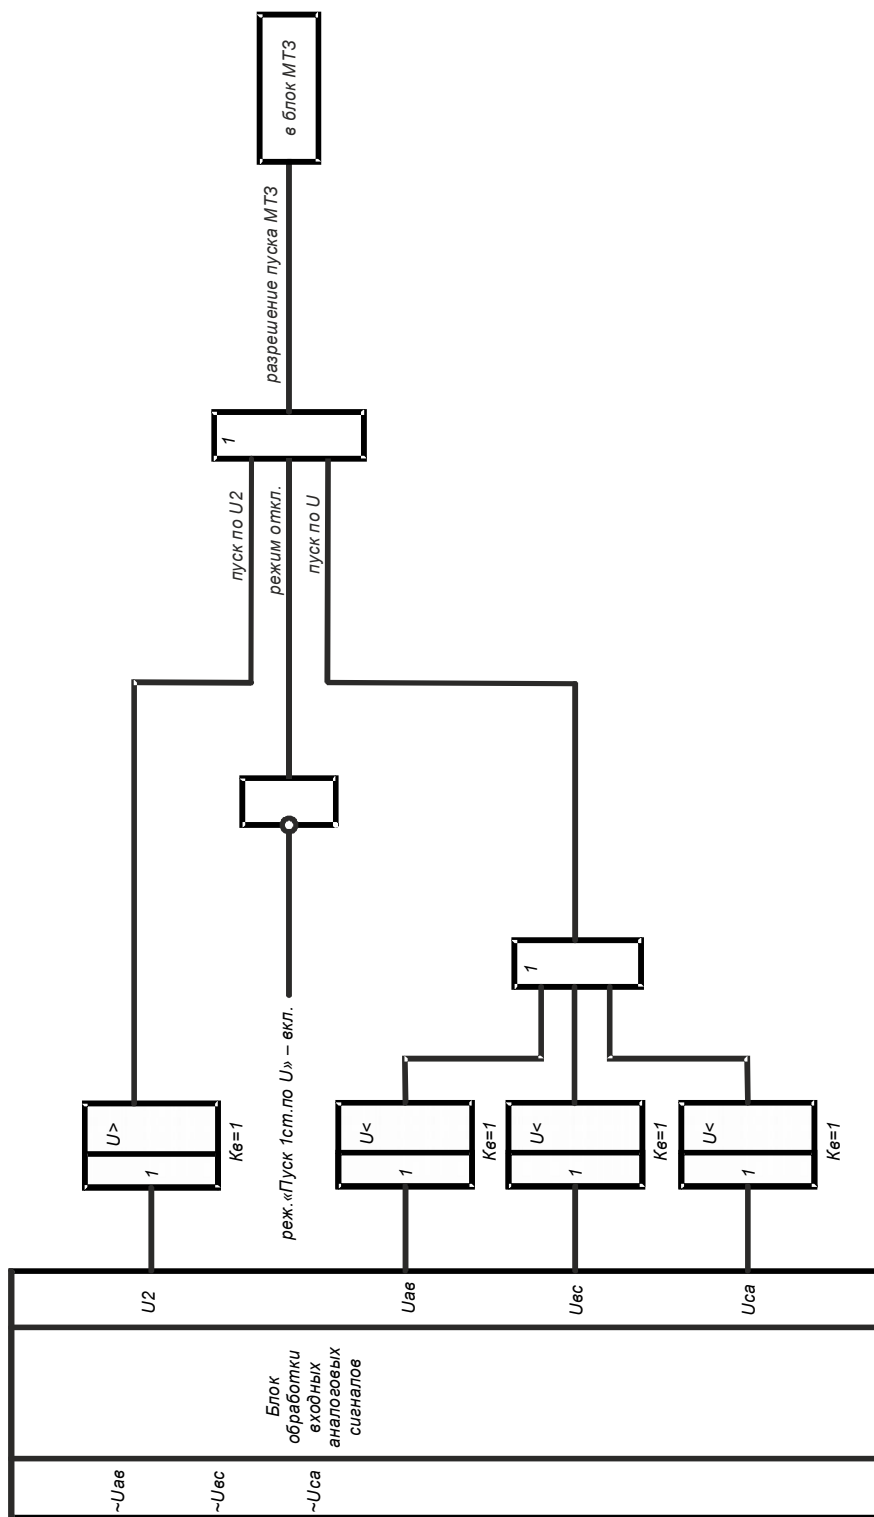 ~Uав
~Uвс
~Uса
Блок
обработки
входных
аналоговых
сигналов
U2
Uав
Uвс
Uса
1
U>
Кв=1
1
U<
Кв=1
1
U<
Кв=1
1
U<
Кв=1
реж.«Пуск 1ст.по U» – вкл.
1
пуск по U2
режим откл.
пуск по U
1
разрешение пуска МТЗ
в блок МТЗ